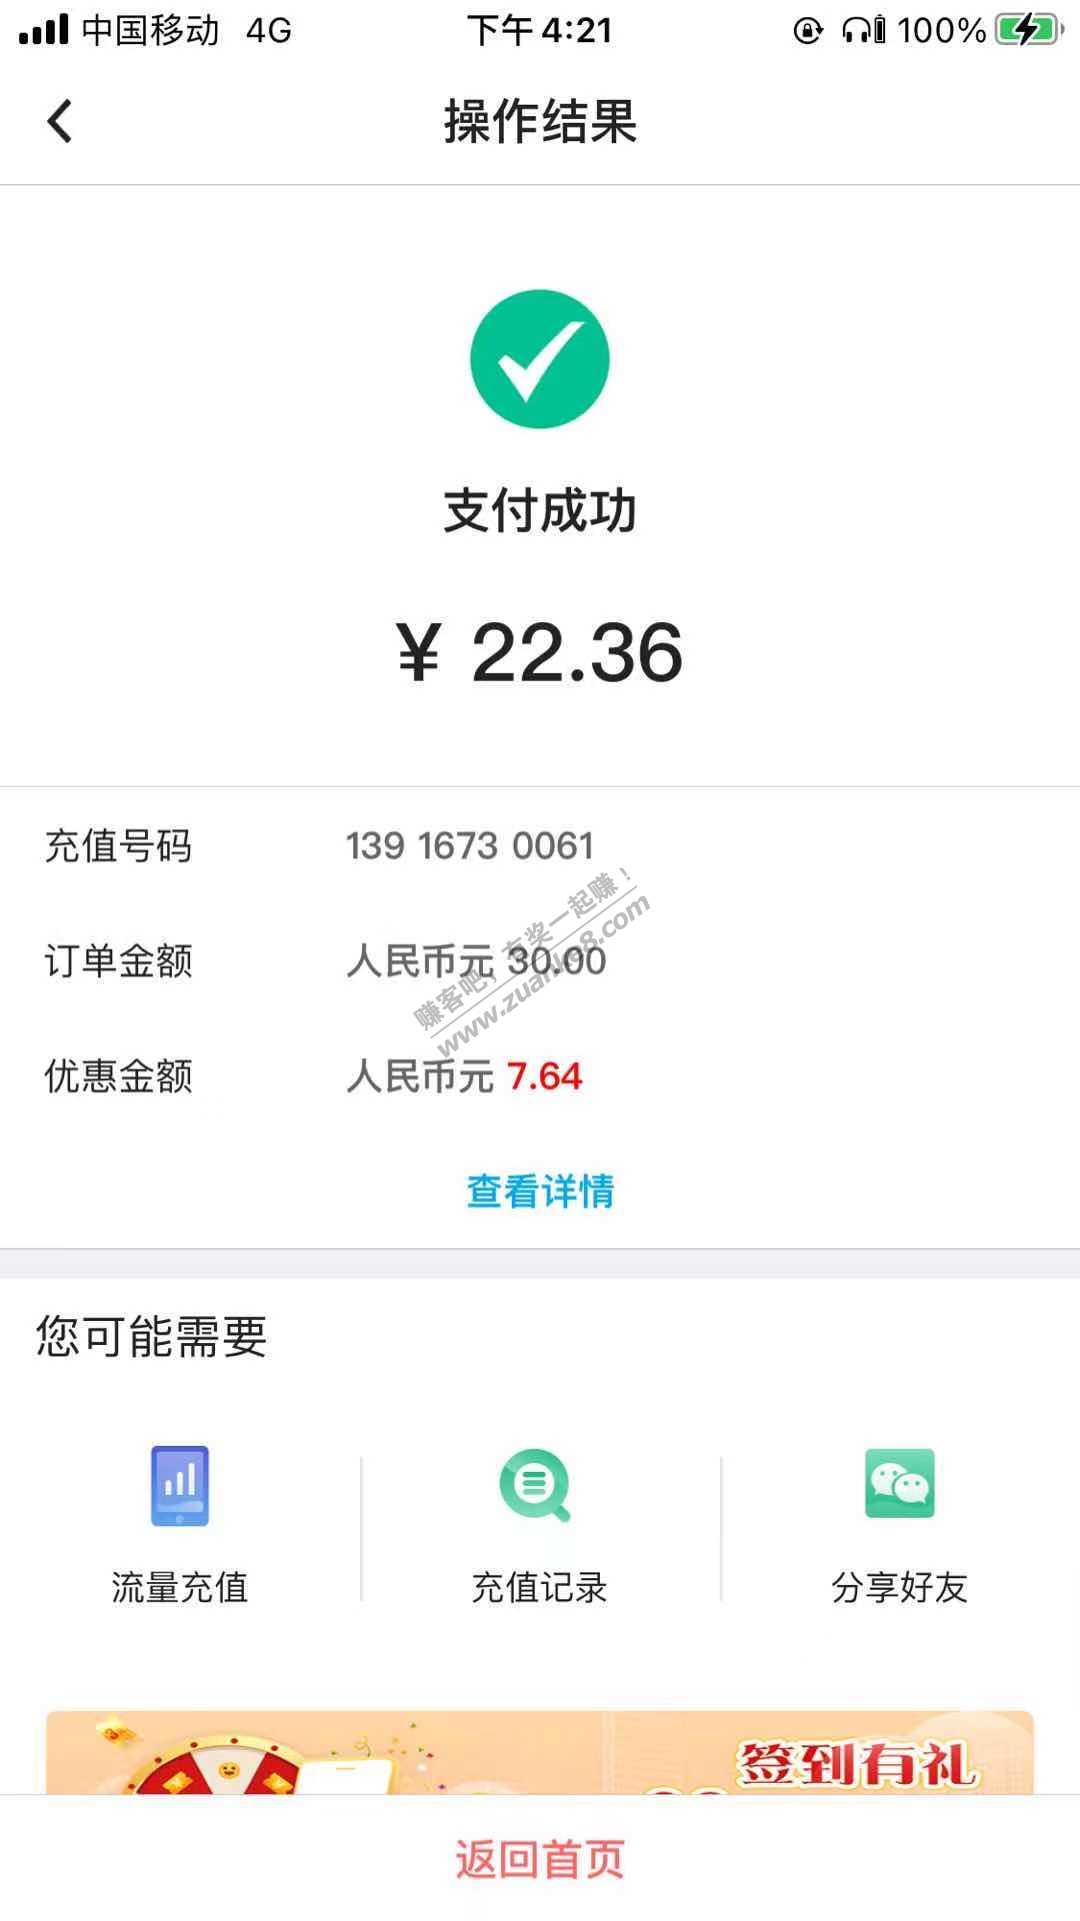 中国移动 4G 下午4:21 100%
操作结果
支付成功
¥ 22.36
充值号码 139 1673 0061
订单金额 人民币元 30.00
赚客吧，有奖一起赚！
www.zuanke8.com
优惠金额 人民币元 7.64
查看详情
您可能需要
流量充值 充值记录 分享好友
签到有礼
返回首页